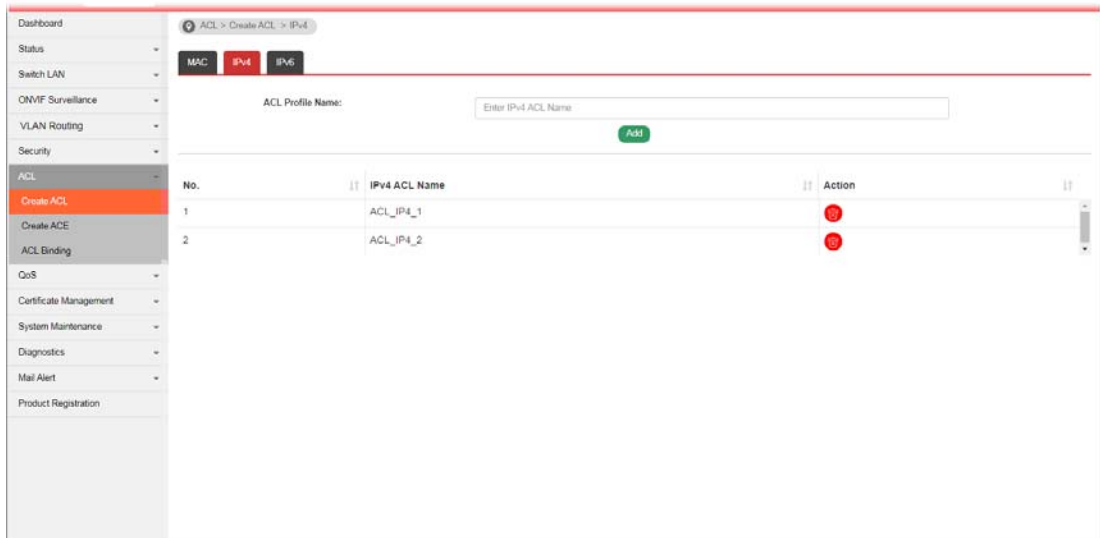 Dashboard
Status
Switch LAN
ONVIF Surveillance
VLAN Routing
Security
ACL
Create ACL
Create ACE
ACL Binding
QoS
Certificate Management
System Maintenance
Diagnostics
Mail Alert
Product Registration
ACL > Create ACL > IPv4
MAC IPv4 IPv6
ACL Profile Name: Enter IPv4 ACL Name
Add
No. IPv4 ACL Name Action
1 ACL_IP4_1
2 ACL_IP4_2